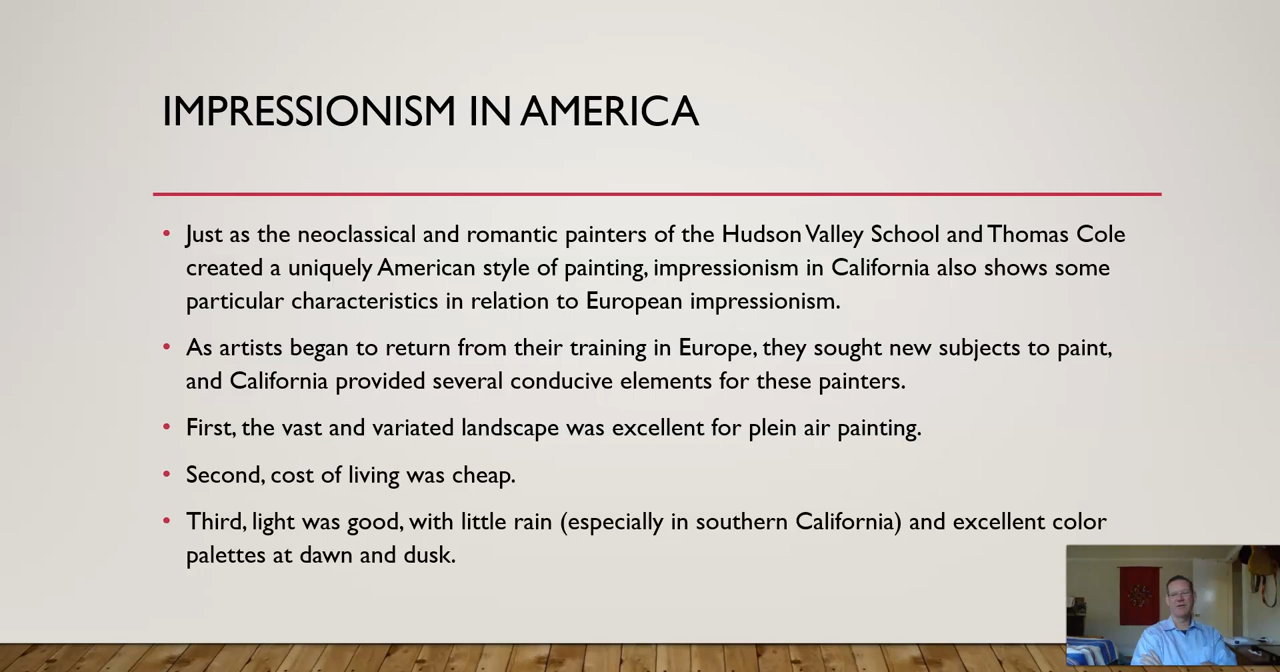 IMPRESSIONISM IN AMERICA
• Just as the neoclassical and romantic painters of the Hudson Valley School and Thomas Cole
created a uniquely American style of painting, impressionism in California also shows some
particular characteristics in relation to European impressionism.
• As artists began to return from their training in Europe, they sought new subjects to paint,
and California provided several conducive elements for these painters.
• First, the vast and variated landscape was excellent for plein air painting.
• Second, cost of living was cheap.
• Third, light was good, with little rain (especially in southern California) and excellent color
palettes at dawn and dusk.